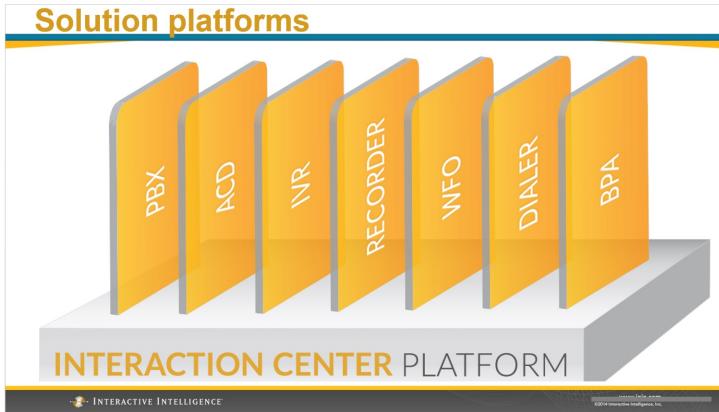 Solution platforms
PBX
ACD
IVR
RECORDER
WFO
DIALER
BPA
INTERACTION CENTER PLATFORM
INTERACTIVE INTELLIGENCE®
©2014 Interactive Intelligence, Inc.